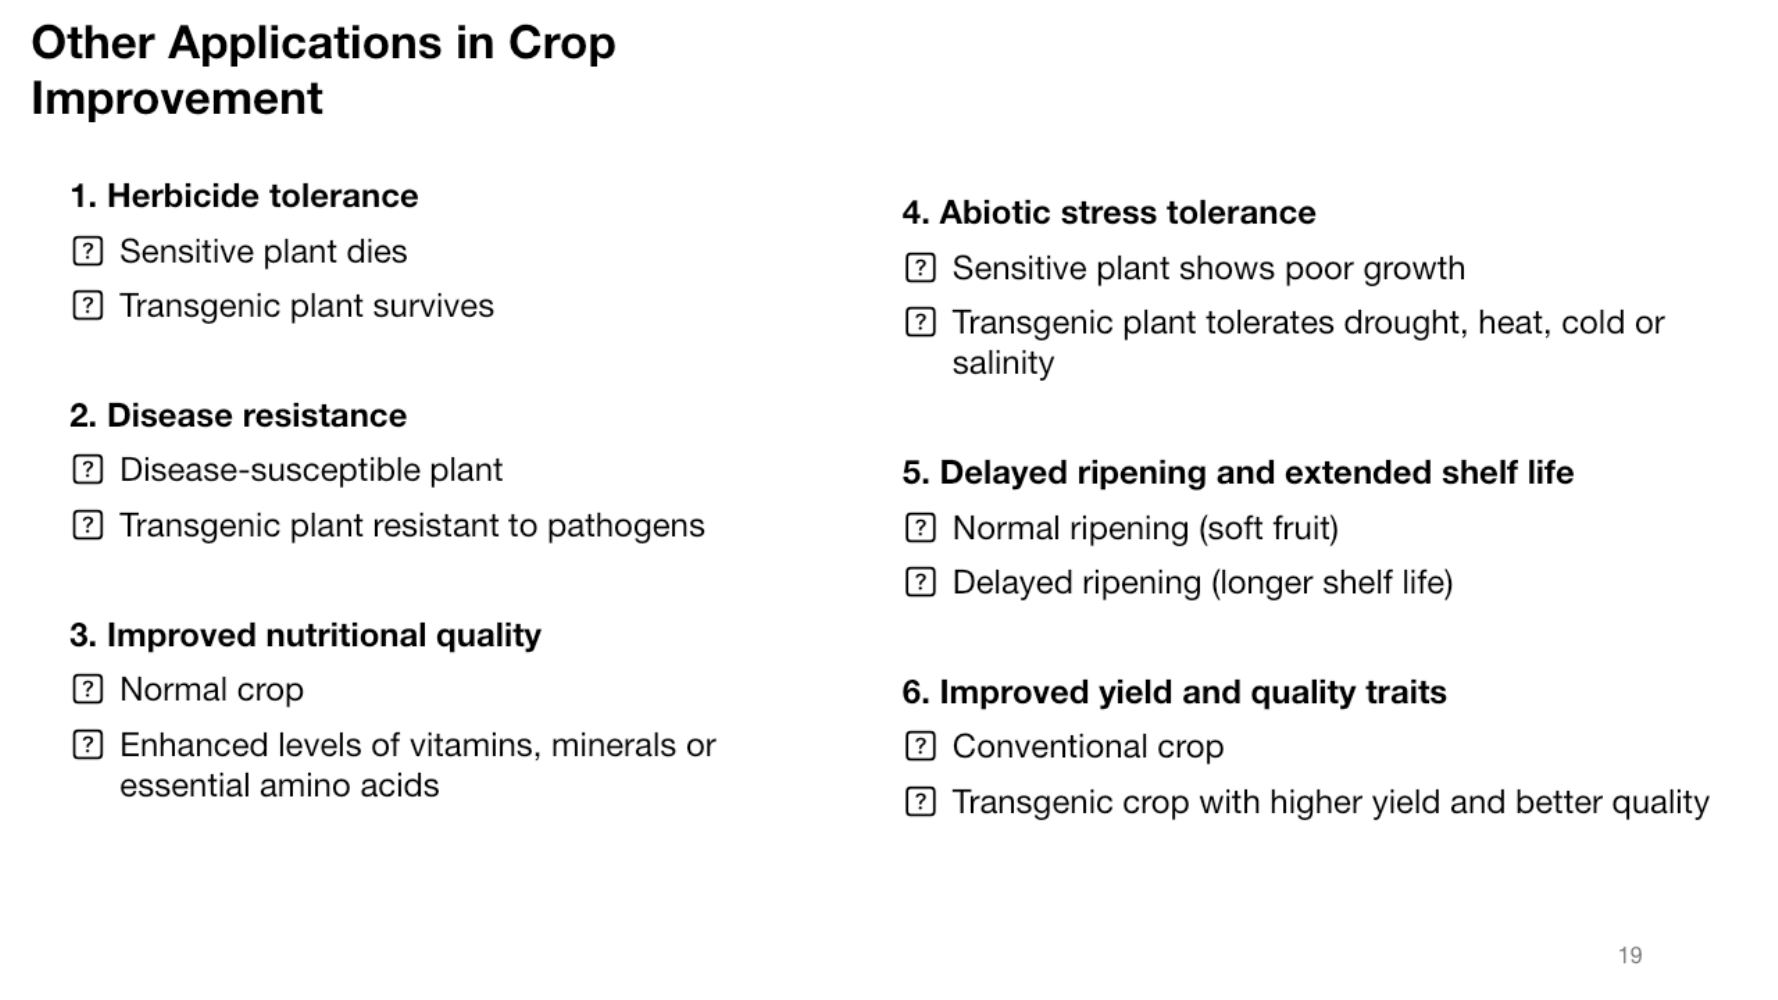 Other Applications in Crop
Improvement
1. Herbicide tolerance
? Sensitive plant dies
? Transgenic plant survives
2. Disease resistance
? Disease-susceptible plant
? Transgenic plant resistant to pathogens
3. Improved nutritional quality
? Normal crop
? Enhanced levels of vitamins, minerals or
essential amino acids
4. Abiotic stress tolerance
? Sensitive plant shows poor growth
? Transgenic plant tolerates drought, heat, cold or
salinity
5. Delayed ripening and extended shelf life
? Normal ripening (soft fruit)
? Delayed ripening (longer shelf life)
6. Improved yield and quality traits
? Conventional crop
? Transgenic crop with higher yield and better quality
19